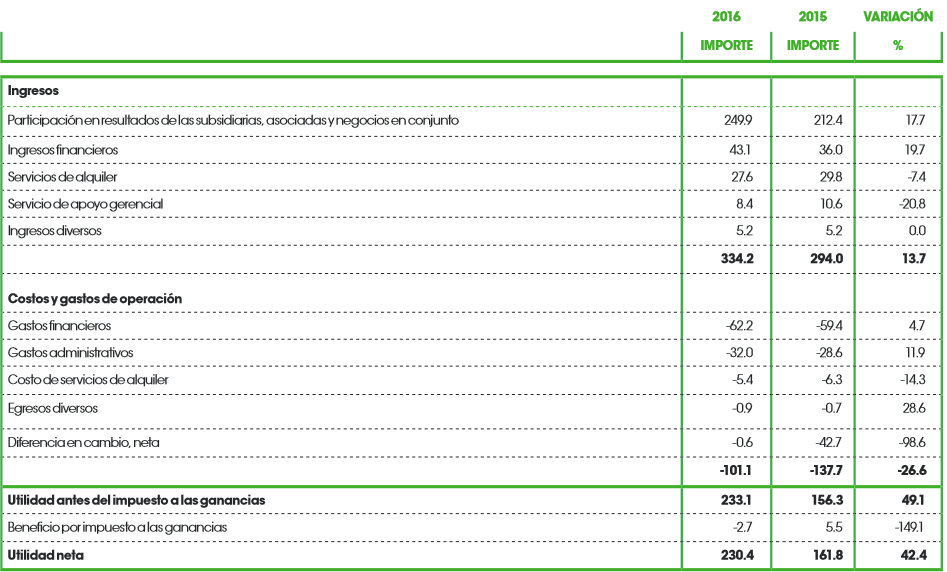 2016 2015 VARIACIÓN
IMPORTE IMPORTE %
Ingresos
Participación en resultados de las subsidiarias, asociadas y negocios en conjunto 249.9 212.4 17.7
Ingresos financieros 43.1 36.0 19.7
Servicios de alquiler 27.6 29.8 -7.4
Servicio de apoyo gerencial 8.4 10.6 -20.8
Ingresos diversos 5.2 5.2 0.0
334.2 294.0 13.7
Costos y gastos de operación
Gastos financieros -62.2 -59.4 4.7
Gastos administrativos -32.0 -28.6 11.9
Costo de servicios de alquiler -5.4 -6.3 -14.3
Egresos diversos -0.9 -0.7 28.6
Diferencia en cambio, neta -0.6 -42.7 -98.6
-101.1 -137.7 -26.6
Utilidad antes del impuesto a las ganancias 233.1 156.3 49.1
Beneficio por impuesto a las ganancias -2.7 5.5 -149.1
Utilidad neta 230.4 161.8 42.4